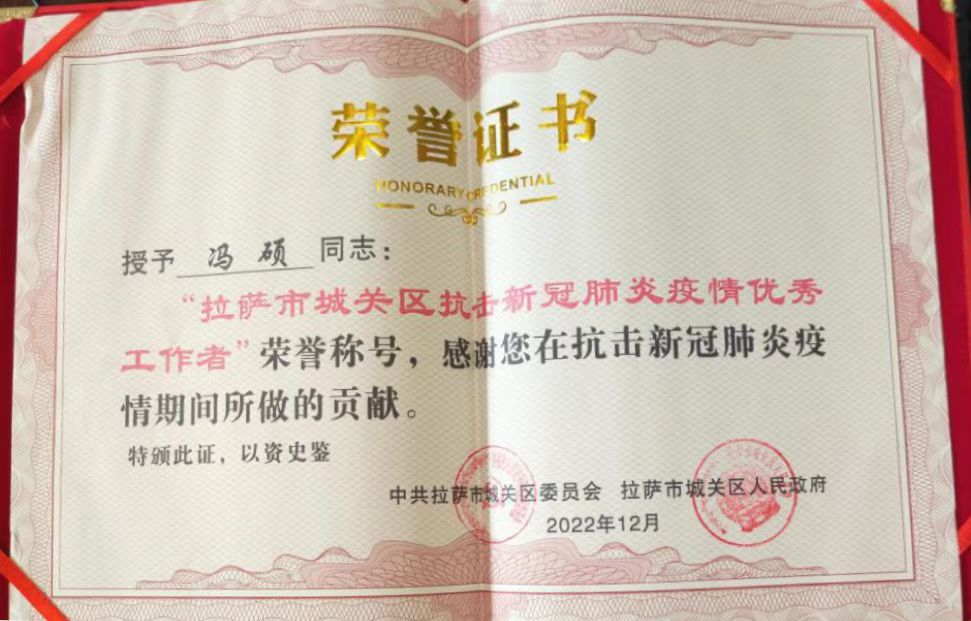 荣誉证书
HONORARY CREDENTIAL
授予 冯硕 同志：
“拉萨市城关区抗击新冠肺炎疫情优秀
工作者”荣誉称号，感谢您在抗击新冠肺炎疫
情期间所做的贡献。
特颁此证，以资史鉴
中共拉萨市城关区委员会 拉萨市城关区人民政府
2022年12月